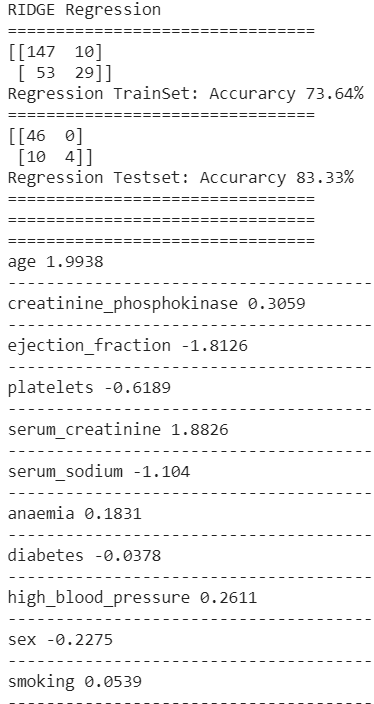 RIDGE Regression
================================
[[147  10]
 [ 53  29]]
Regression TrainSet: Accurarcy 73.64%
================================
[[46  0]
 [10  4]]
Regression Testset: Accurarcy 83.33%
================================
================================
================================
age 1.9938
--------------------------------------
creatinine_phosphokinase 0.3059
--------------------------------------
ejection_fraction -1.8126
--------------------------------------
platelets -0.6189
--------------------------------------
serum_creatinine 1.8826
--------------------------------------
serum_sodium -1.104
--------------------------------------
anaemia 0.1831
--------------------------------------
diabetes -0.0378
--------------------------------------
high_blood_pressure 0.2611
--------------------------------------
sex -0.2275
--------------------------------------
smoking 0.0539
--------------------------------------